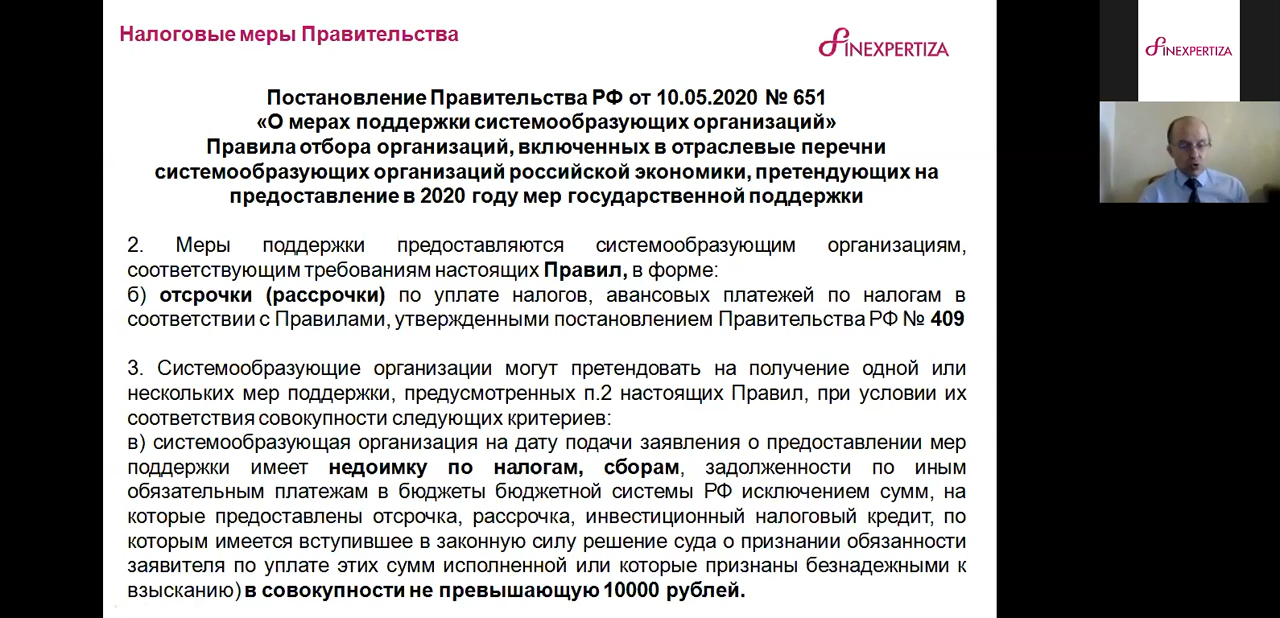 Налоговые меры Правительства
FINEXPERTIZA
FINEXPERTIZA
Постановление Правительства РФ от 10.05.2020 № 651
«О мерах поддержки системообразующих организаций»
Правила отбора организаций, включенных в отраслевые перечни
системообразующих организаций российской экономики, претендующих на
предоставление в 2020 году мер государственной поддержки
2. Меры поддержки предоставляются системообразующим организациям,
соответствующим требованиям настоящих Правил, в форме:
б) отсрочки (рассрочки) по уплате налогов, авансовых платежей по налогам в
соответствии с Правилами, утвержденными постановлением Правительства РФ № 409
3. Системообразующие организации могут претендовать на получение одной или
нескольких мер поддержки, предусмотренных п.2 настоящих Правил, при условии их
соответствия совокупности следующих критериев:
в) системообразующая организация на дату подачи заявления о предоставлении мер
поддержки имеет недоимку по налогам, сборам, задолженности по иным
обязательным платежам в бюджеты бюджетной системы РФ исключением сумм, на
которые предоставлены отсрочка, рассрочка, инвестиционный налоговый кредит, по
которым имеется вступившее в законную силу решение суда о признании обязанности
заявителя по уплате этих сумм исполненной или которые признаны безнадежными к
взысканию) в совокупности не превышающую 10000 рублей.